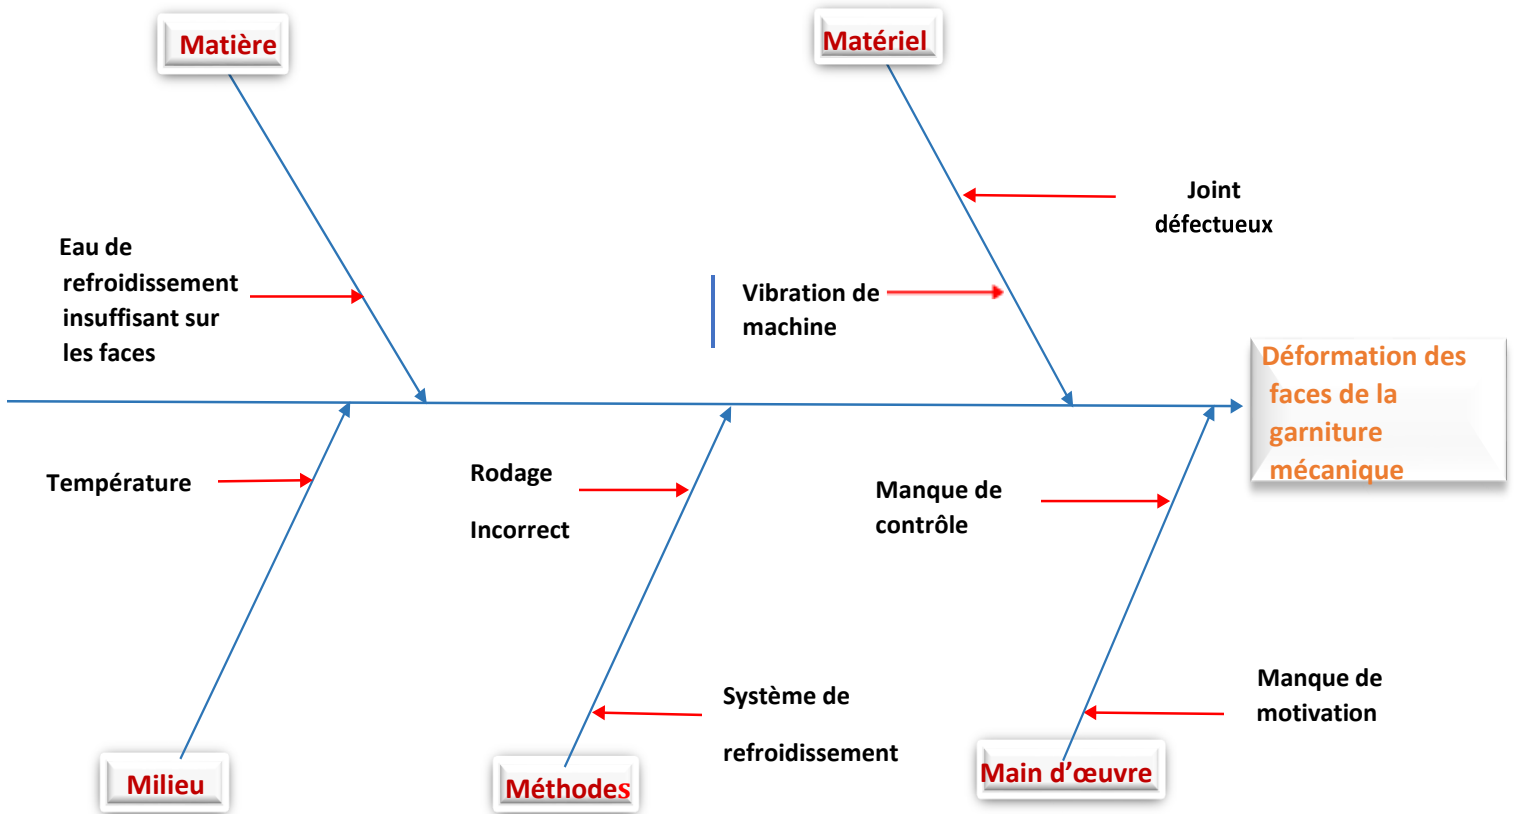 Matière
Matériel
Joint
défectueux
Eau de
refroidissement
insuffisant sur
les faces
Vibration de
machine
Déformation des
faces de la
garniture
mécanique
Température
Rodage
Incorrect
Manque de
contrôle
Système de
refroidissement
Manque de
motivation
Milieu
Méthodes
Main d’œuvre